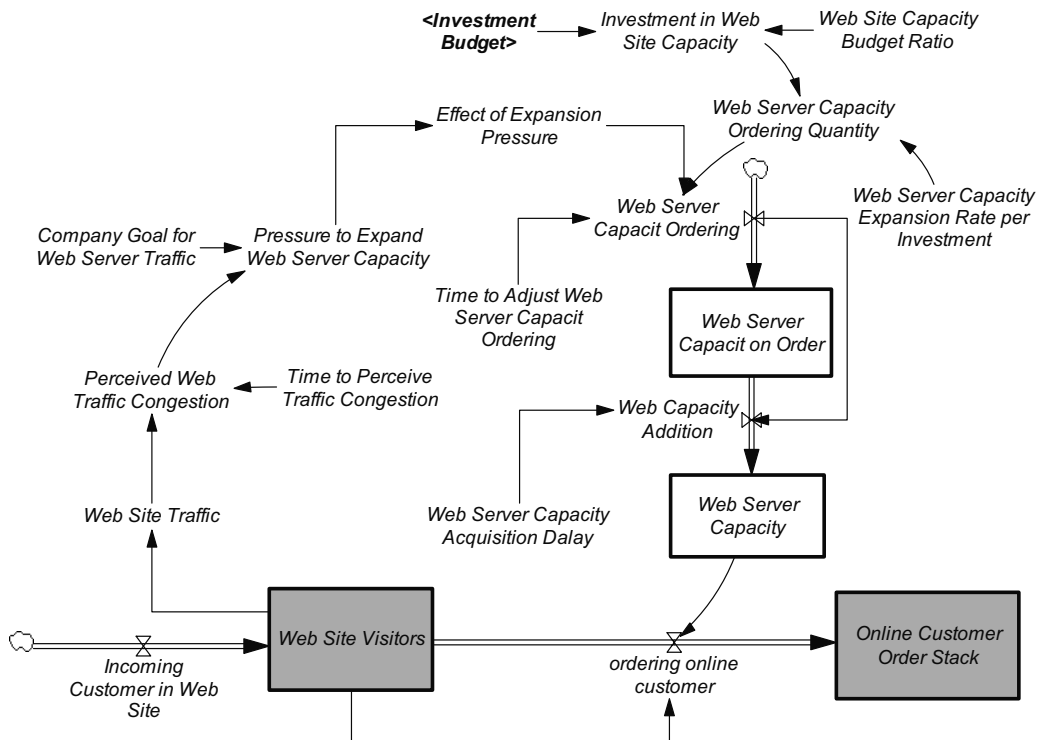 <Investment
Budget>
Investment in Web
Site Capacity
Web Site Capacity
Budget Ratio
Effect of Expansion
Pressure
Web Server Capacity
Ordering Quantity
Web Server Capacity
Expansion Rate per
Investment
Company Goal for
Web Server Traffic
Pressure to Expand
Web Server Capacity
Web Server
Capacit Ordering
Time to Adjust Web
Server Capacit
Ordering
Web Server
Capacit on Order
Perceived Web
Traffic Congestion
Time to Perceive
Traffic Congestion
Web Capacity
Addition
Web Site Traffic
Web Server Capacity
Acquisition Dalay
Web Server
Capacity
Web Site Visitors
Online Customer
Order Stack
Incoming
Customer in Web
Site
ordering online
customer